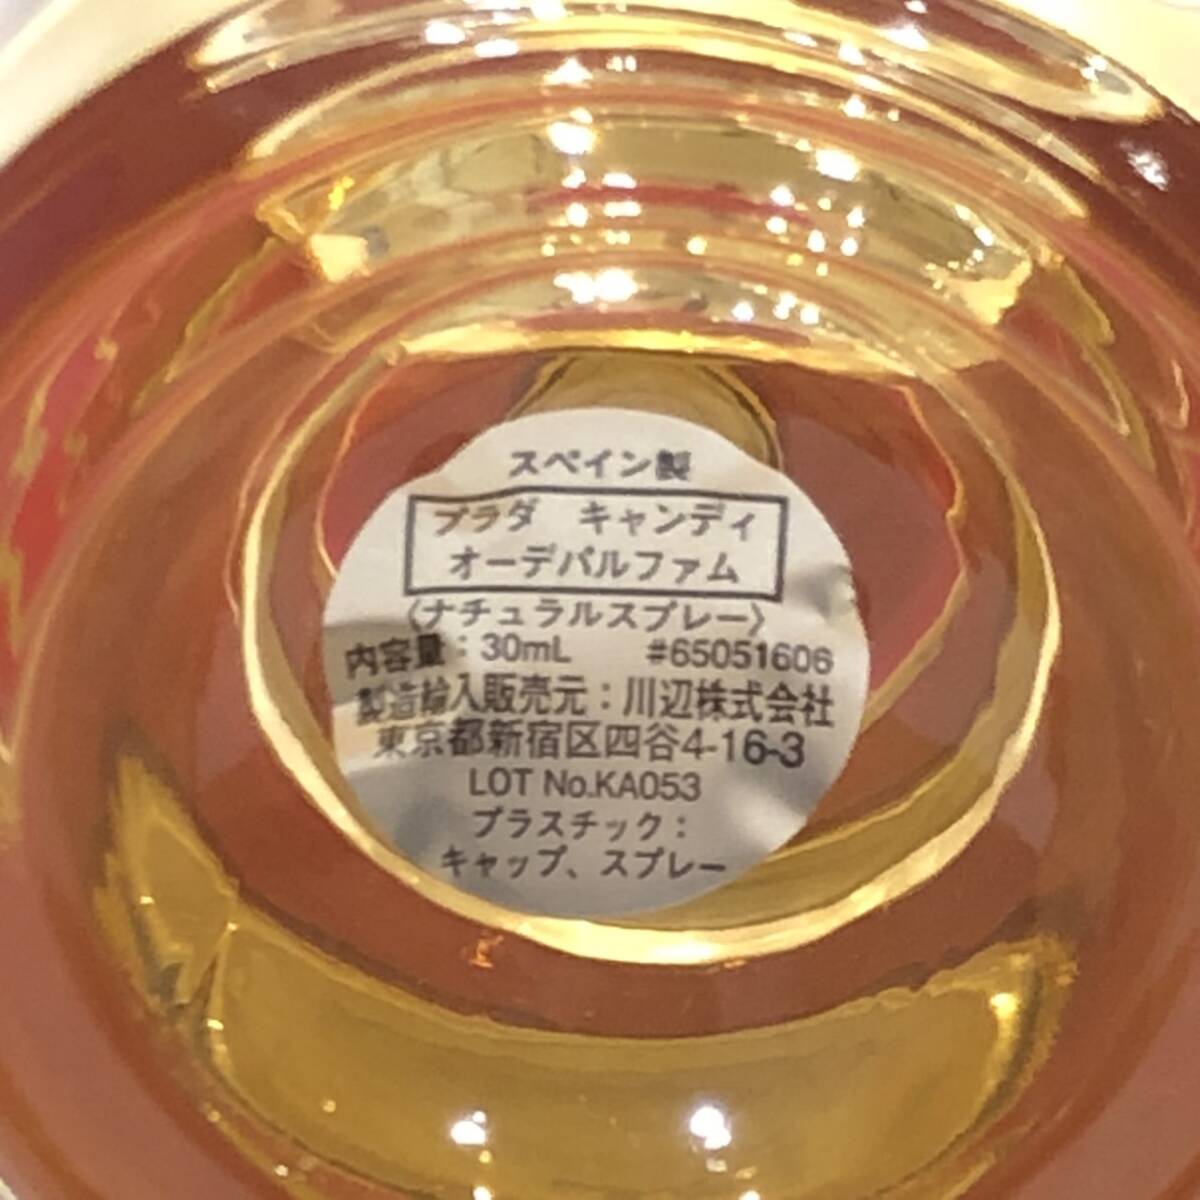 スペイン製
プラダ キャンディ
オーデパルファム
〈ナチュラルスプレー〉
内容量：30mL #65051606
製造輸入販売元：川辺株式会社
東京都新宿区四谷4-16-3
LOT No.KA053
プラスチック：
キャップ、スプレー